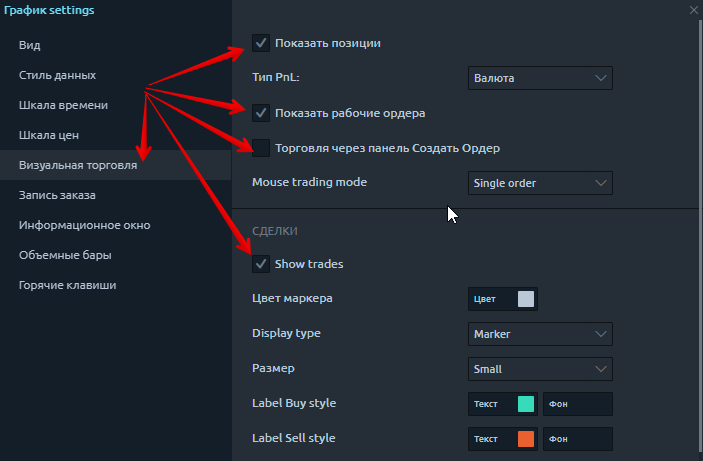 График settings
Вид
Стиль данных
Шкала времени
Шкала цен
Визуальная торговля
Запись заказа
Информационное окно
Объемные бары
Горячие клавиши
Показать позиции
Тип PnL: Валюта
Показать рабочие ордера
Торговля через панель Создать Ордер
Mouse trading mode Single order
СДЕЛКИ
Show trades
Цвет маркера Цвет
Display type Marker
Размер Small
Label Buy style Текст Фон
Label Sell style Текст Фон